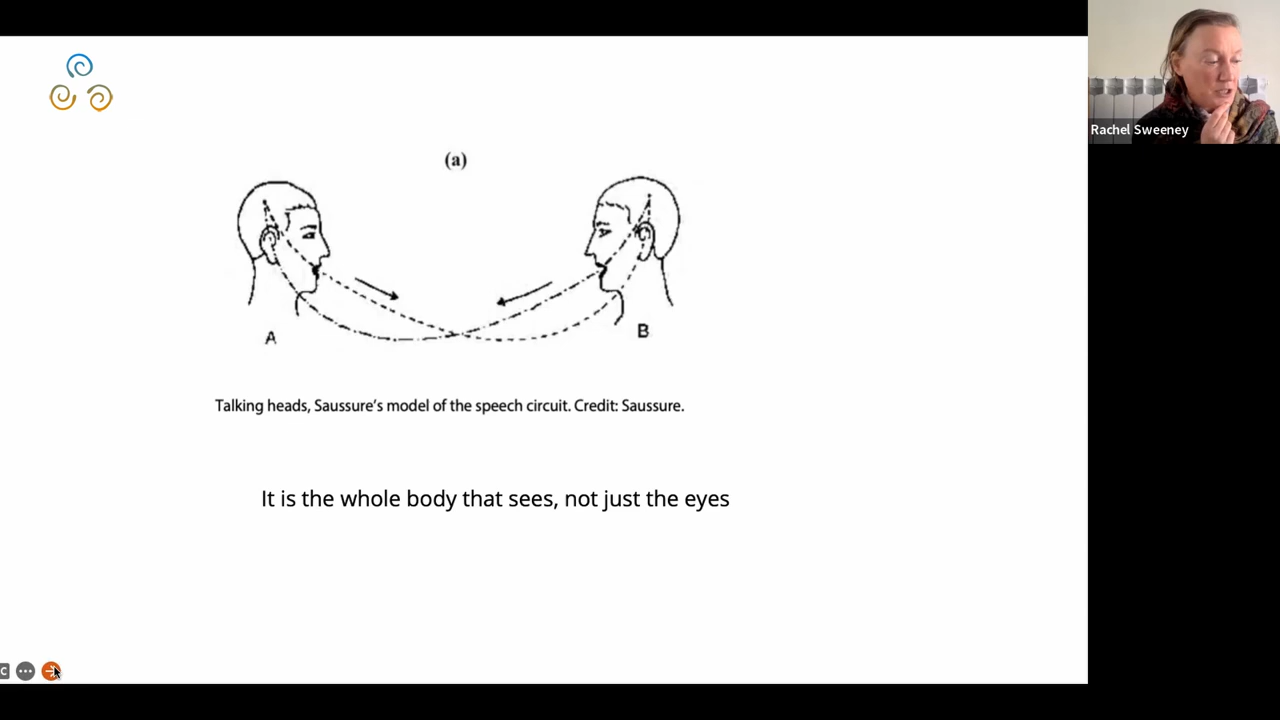 (a)
A
B
Talking heads, Saussure's model of the speech circuit. Credit: Saussure.
It is the whole body that sees, not just the eyes
Rachel Sweeney
C